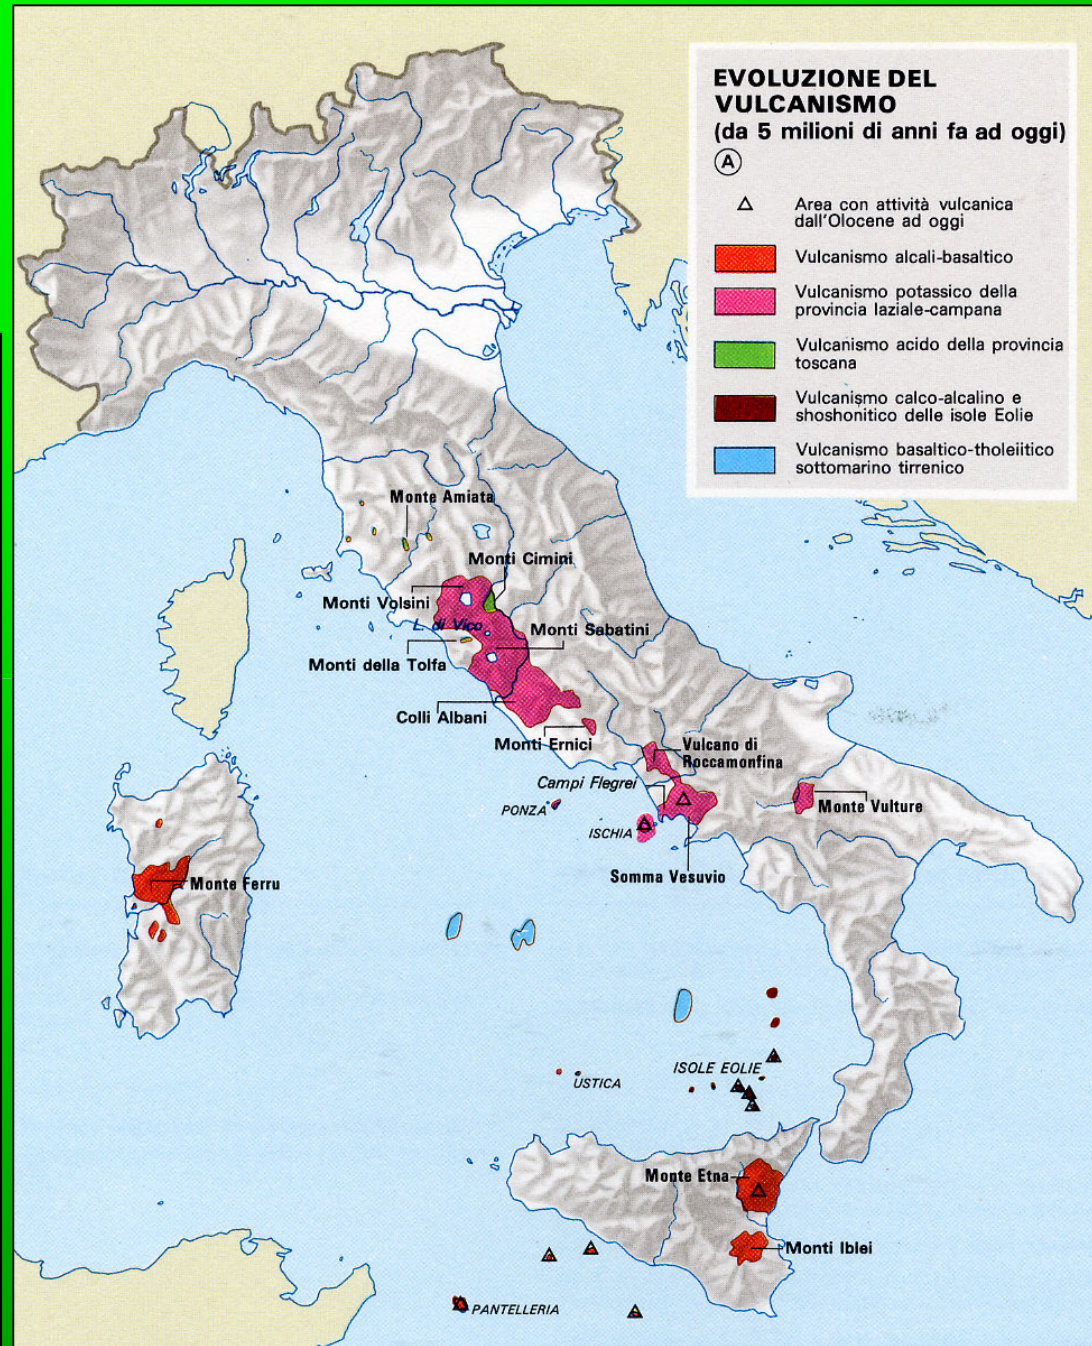 EVOLUZIONE DEL
VULCANISMO
(da 5 milioni di anni fa ad oggi)
A
Area con attività vulcanica
dall'Olocene ad oggi
Vulcanismo alcali-basaltico
Vulcanismo potassico della
provincia laziale-campana
Vulcanismo acido della provincia
toscana
Vulcanismo calco-alcalino e
shoshonitico delle isole Eolie
Vulcanismo basaltico-tholeiitico
sottomarino tirrenico
Monte Amiata
Monti Cimini
Monti Volsini
L. di Vico
Monti Sabatini
Monti della Tolfa
Colli Albani
Monti Ernici
Vulcano di
Roccamonfina
Campi Flegrei
PONZA
Monte Vulture
ISCHIA
Somma Vesuvio
Monte Ferru
ISOLE EOLIE
USTICA
Monte Etna
Monti Iblei
PANTELLERIA